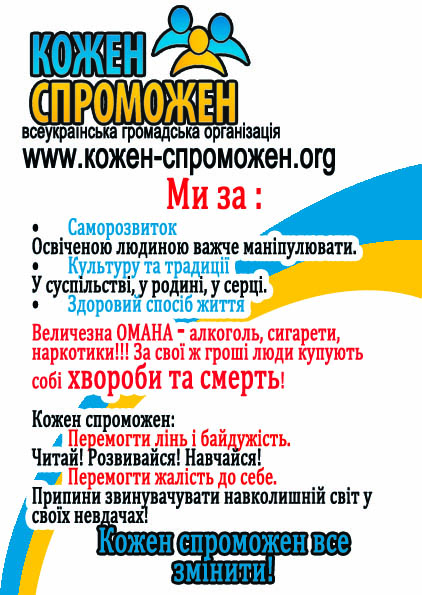 КОЖЕН
СПРОМОЖЕН
всеукраїнська громадська організація
www.кожен-спроможен.org
Ми за :
• Саморозвиток
Освіченою людиною важче маніпулювати.
• Культуру та традиції
У суспільстві, у родині, у серці.
• Здоровий спосіб життя
Величезна ОМАНА - алкоголь, сигарети,
наркотики!!! За свої ж гроші люди купують
собі хвороби та смерть!
Кожен спроможен:
Перемогти лінь і байдужість.
Читай! Розвивайся! Навчайся!
Перемогти жалість до себе.
Припини звинувачувати навколишній світ у
своїх невдачах!
Кожен спроможен все
змінити!